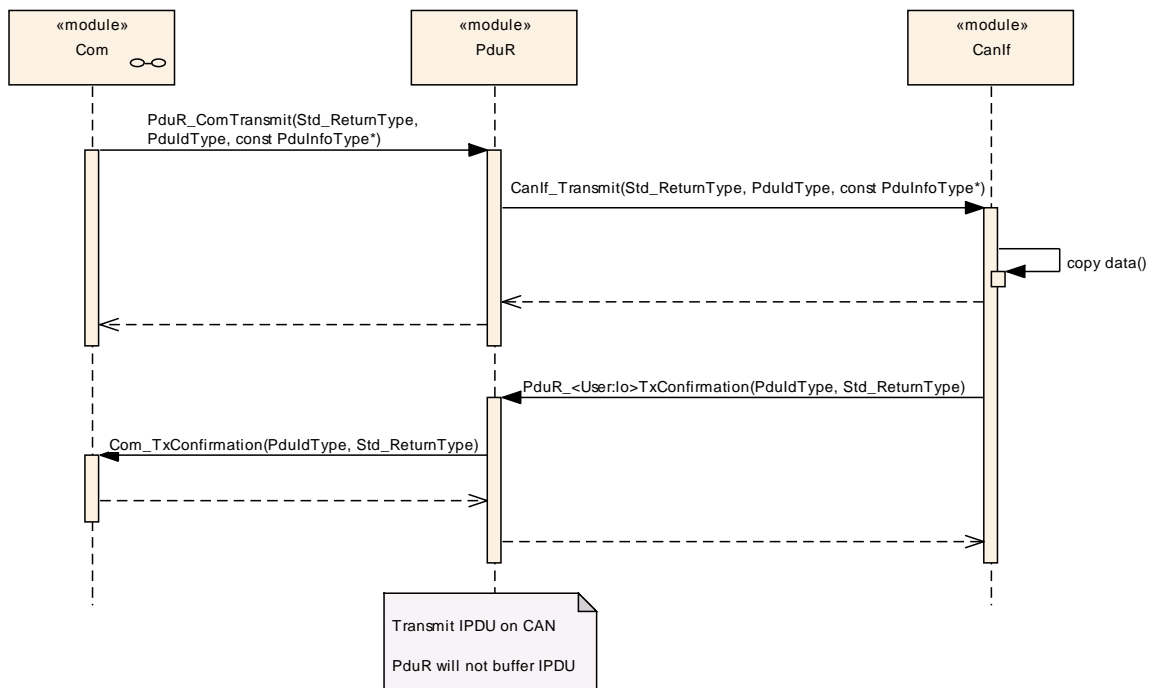 «module»
Com
«module»
PduR
«module»
CanIf
PduR_ComTransmit(Std_ReturnType,
PduIdType, const PduInfoType*)
CanIf_Transmit(Std_ReturnType, PduIdType, const PduInfoType*)
copy data()
PduR_<User:lo>TxConfirmation(PduIdType, Std_ReturnType)
Com_TxConfirmation(PduIdType, Std_ReturnType)
Transmit IPDU on CAN
PduR will not buffer IPDU